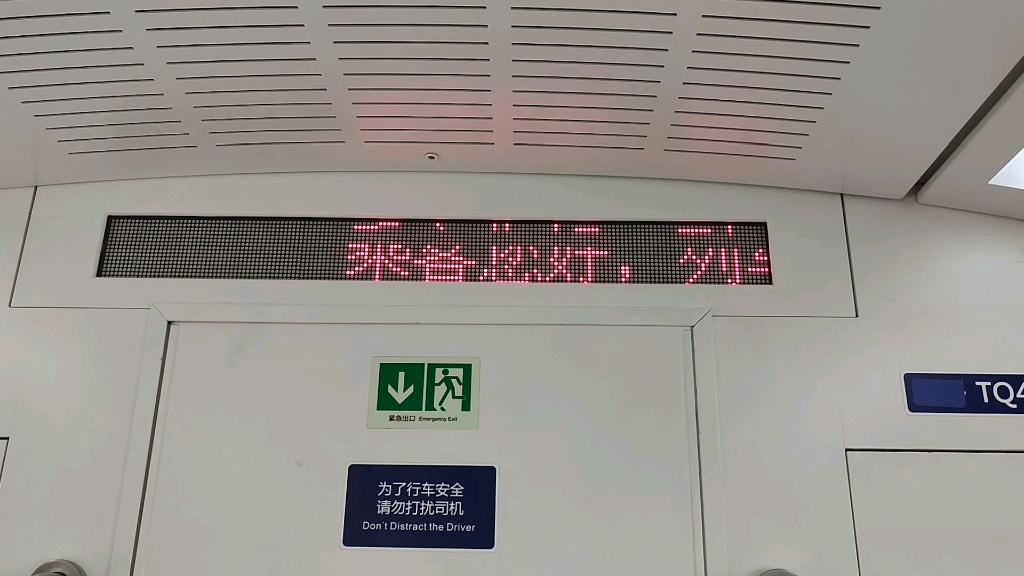 乘客您好，列车
紧急出口 Emergency Exit
TQ4
为了行车安全
请勿打扰司机
Don't Distract the Driver